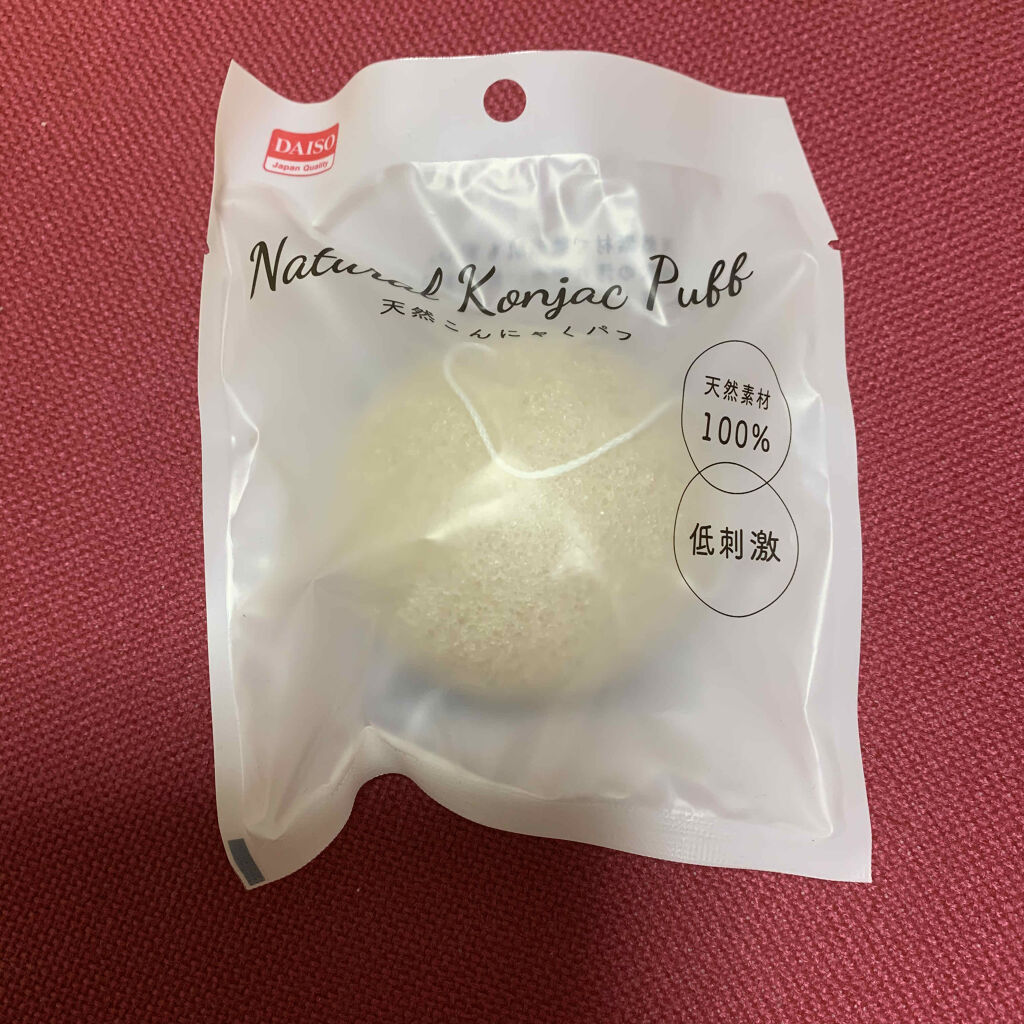 DAISO
Japan Quality
Natural Konjac Puff
天然こんにゃくパフ
天然素材
100%
低刺激